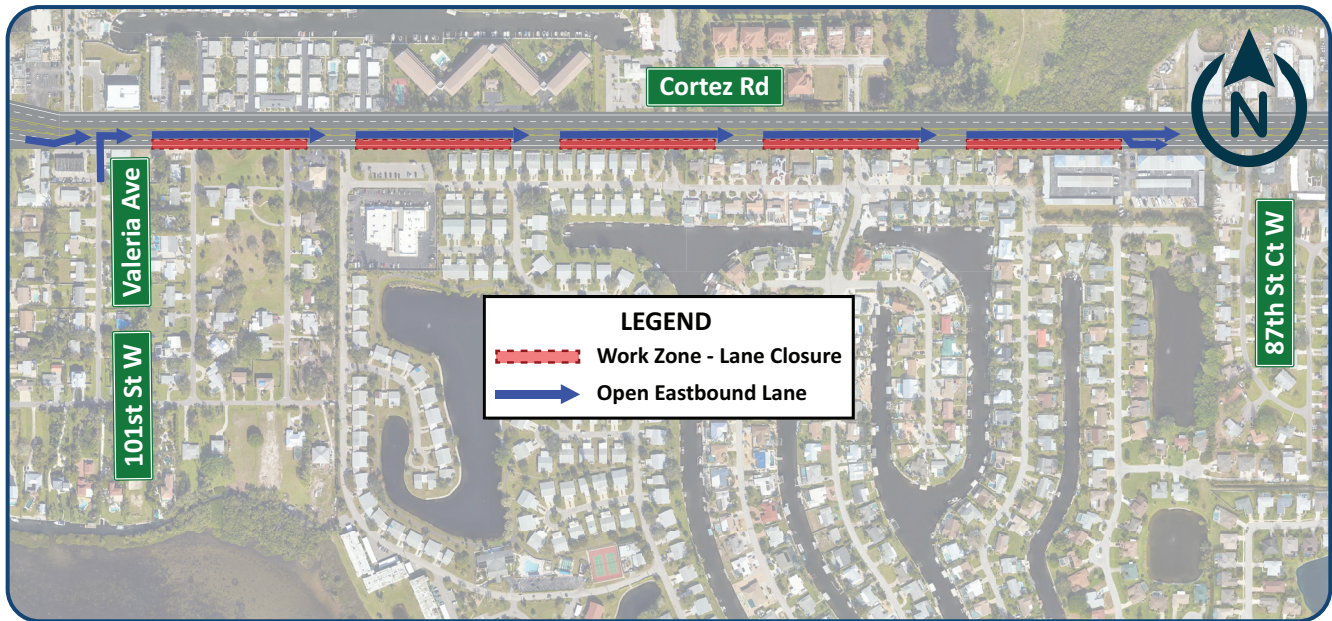 Cortez Rd
N
Valeria Ave
101st St W
87th St Ct W
LEGEND
Work Zone - Lane Closure
Open Eastbound Lane